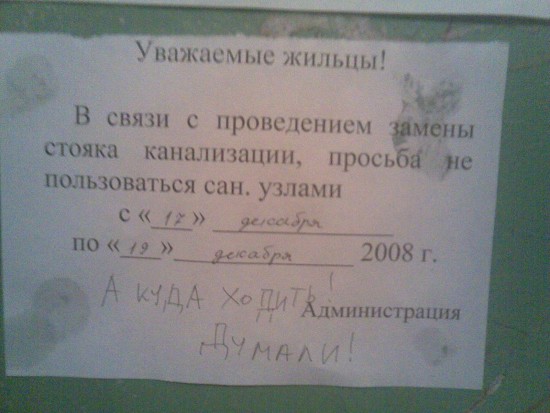 Уважаемые жильцы!
В связи с проведением замены
стояка канализации, просьба не
пользоваться сан. узлами
с «17» декабря
по «19» декабря 2008 г.
А КУДА ХОДИТЬ!
Администрация
ДУМАЛИ!